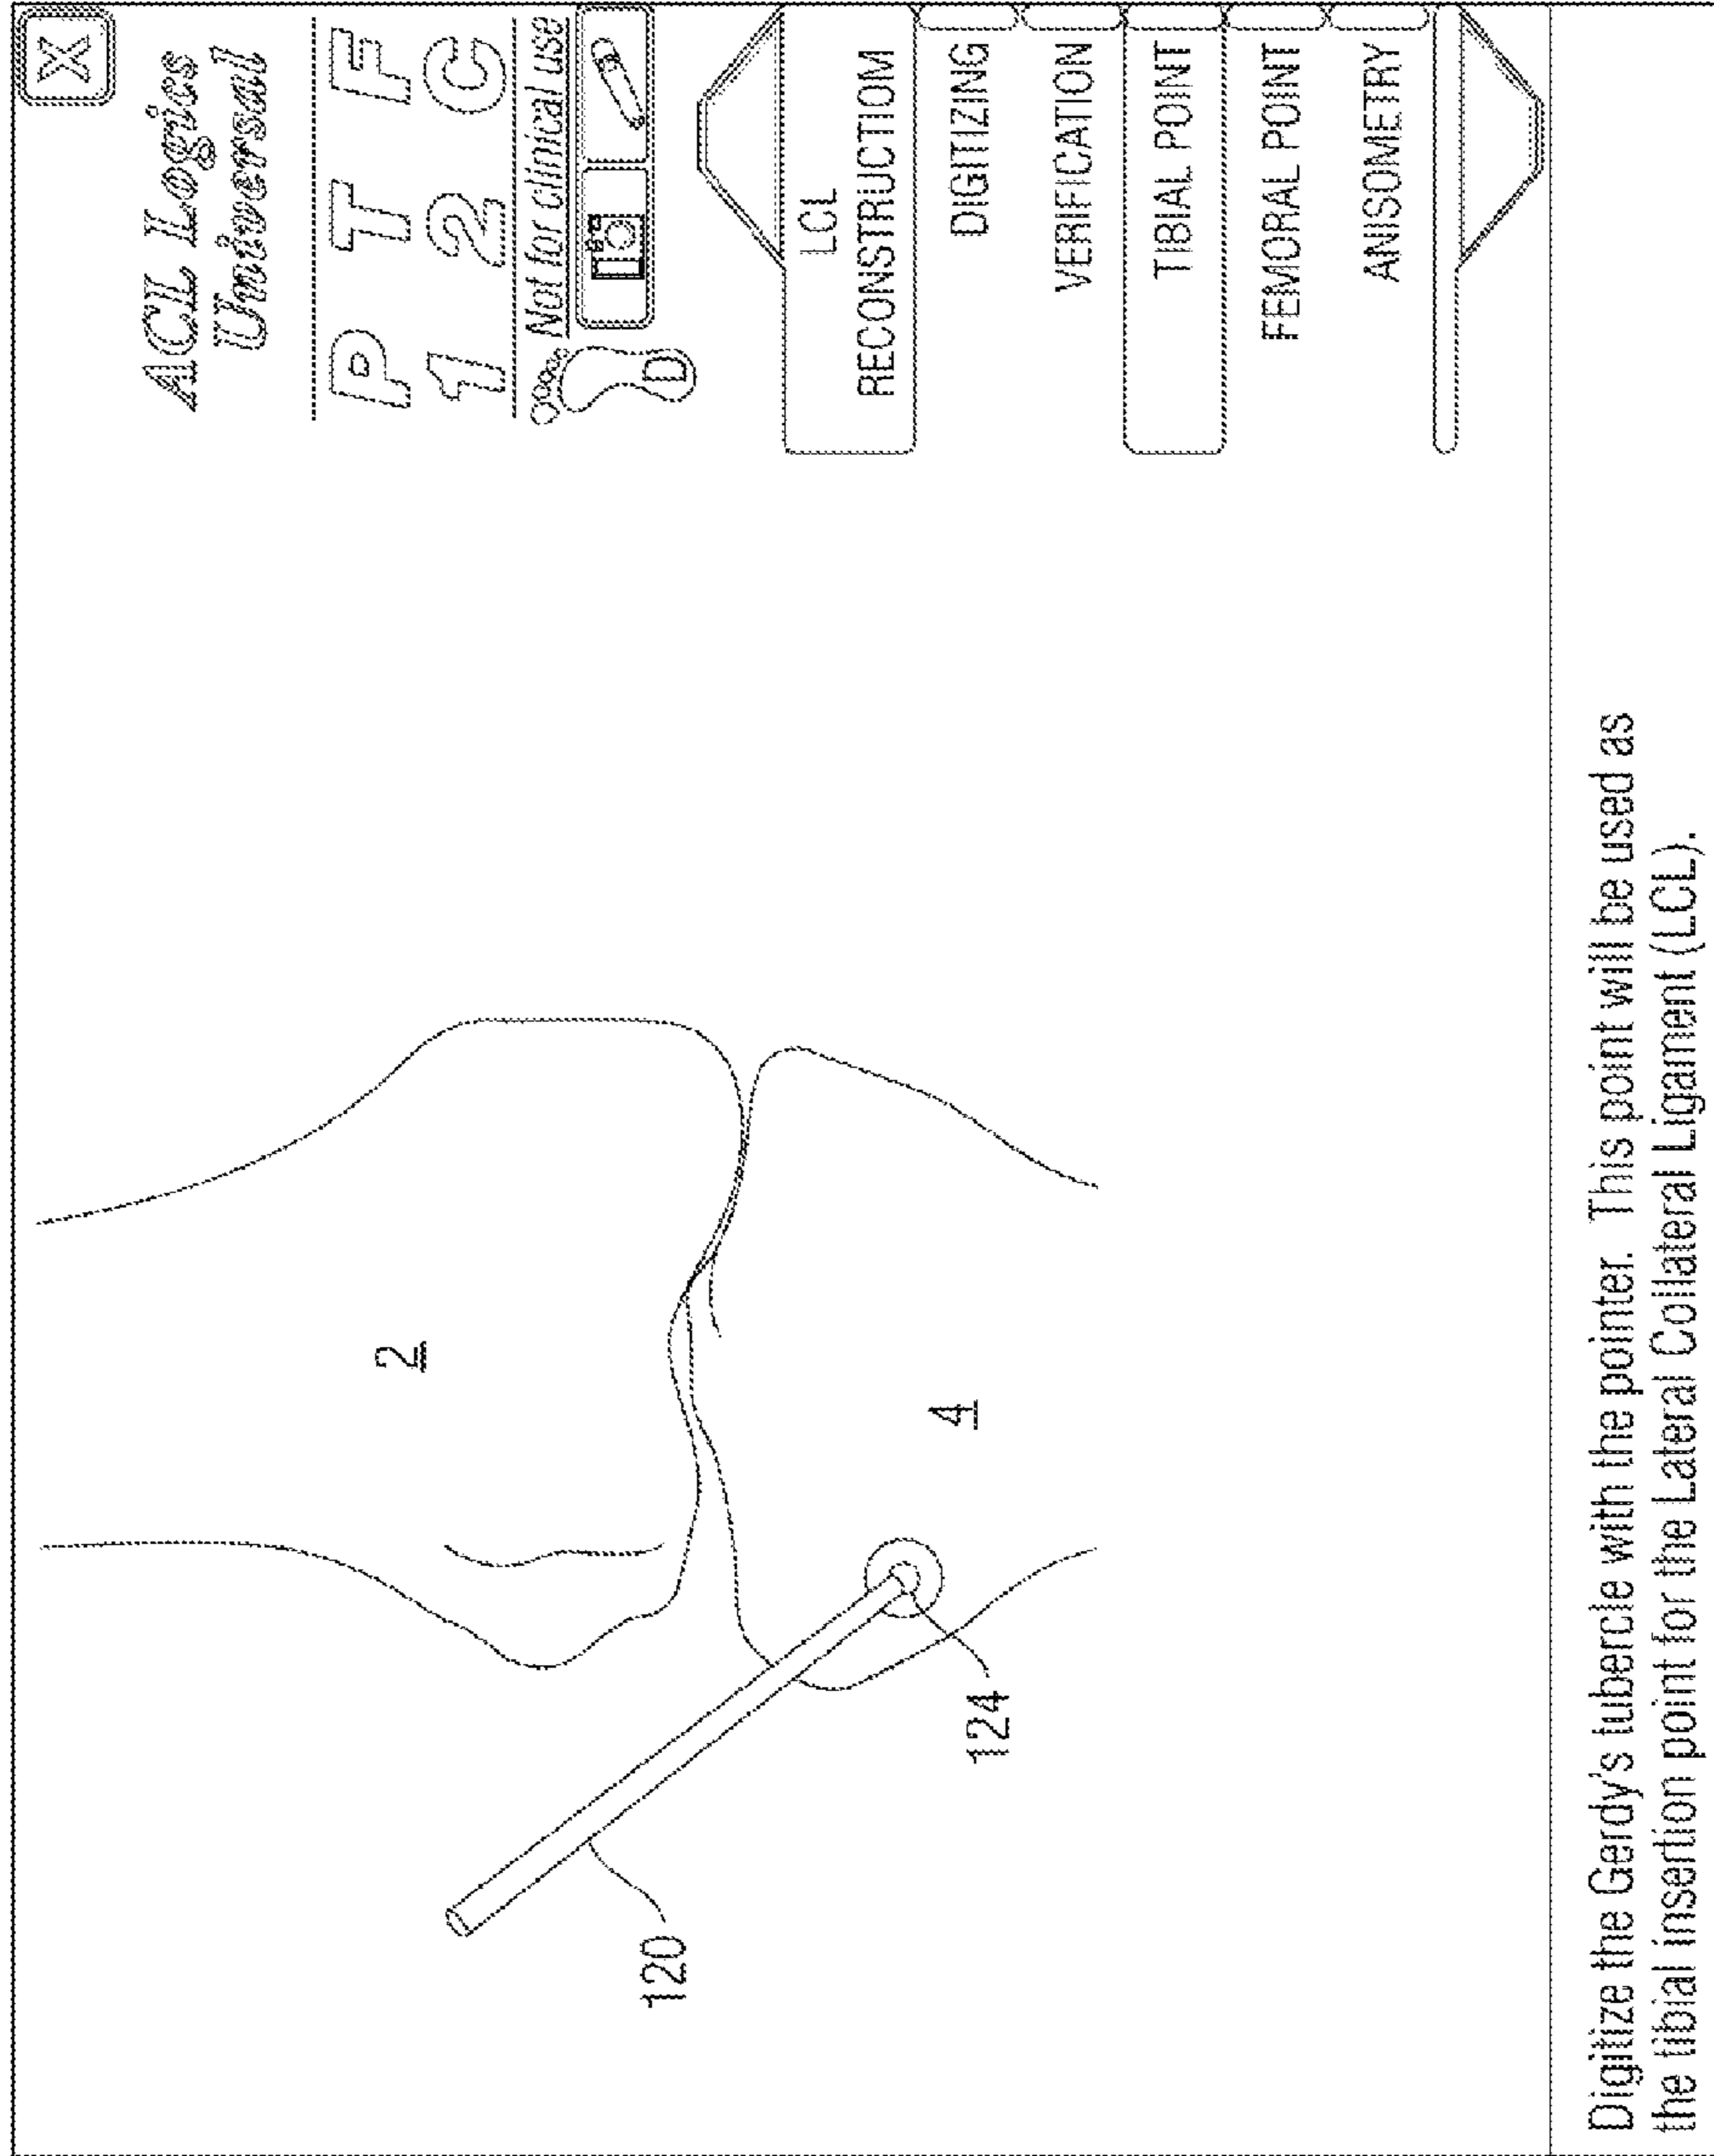 X
ACL Logics
Universal
P T F
1 2 C
Not for clinical use
D
LCL
RECONSTRUCTIOM
DIGITIZING
VERIFICATION
TIBIAL POINT
FEMORAL POINT
ANISOMETRY
2
4
120
124
Digitize the Gerdy's tubercle with the pointer. This point will be used as
the tibial insertion point for the Lateral Collateral Ligament (LCL).